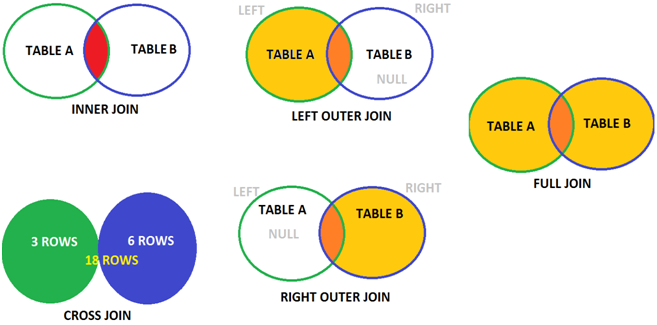 TABLE A
TABLE B
INNER JOIN
LEFT
RIGHT
TABLE A
TABLE B
NULL
LEFT OUTER JOIN
TABLE A
TABLE B
FULL JOIN
3 ROWS
6 ROWS
18 ROWS
CROSS JOIN
LEFT
RIGHT
TABLE A
TABLE B
NULL
RIGHT OUTER JOIN